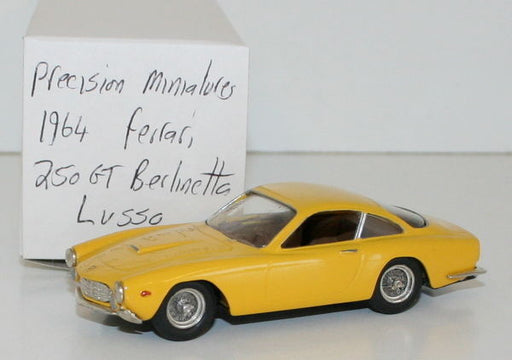 Precision Miniatures
1964 Ferrari
250 GT Berlinetta
Lusso